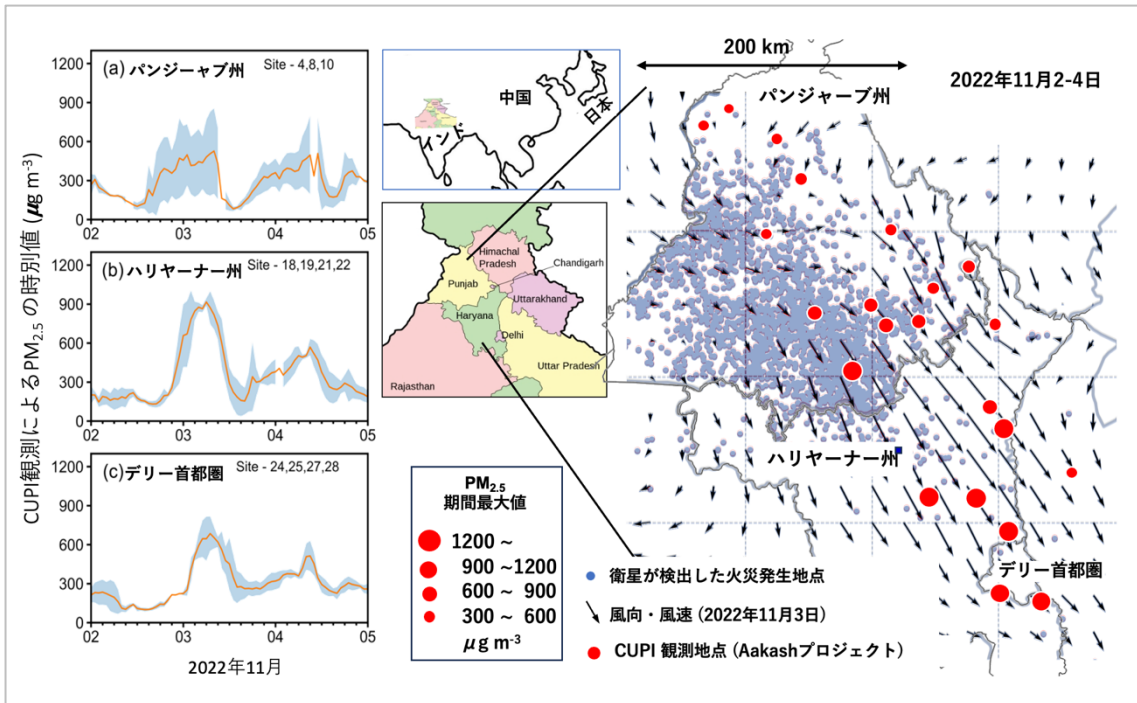 CUPI観測によるPM2.5 の時別値 (μg m-3)
1200
900
600
300
0
(a) パンジーャブ州
Site - 4,8,10
02
03
04
05
1200
900
600
300
0
(b) ハリヤーナー州
Site - 18,19,21,22
02
03
04
05
1200
900
600
300
0
(c)デリー首都圏
Site - 24,25,27,28
02
03
04
05
2022年11月
中国
日本
インド
Himachal
Pradesh
Punjab
Chandigarh
Uttarakhand
Haryana
Delhi
Uttar Pradesh
Rajasthan
PM2.5
期間最大値
1200 ~
900 ~1200
600 ~ 900
300 ~ 600
μg m-3
200 km
2022年11月2-4日
パンジャーブ州
ハリヤーナー州
デリー首都圏
衛星が検出した火災発生地点
風向・風速 (2022年11月3日)
CUPI 観測地点 (Aakashプロジェクト)